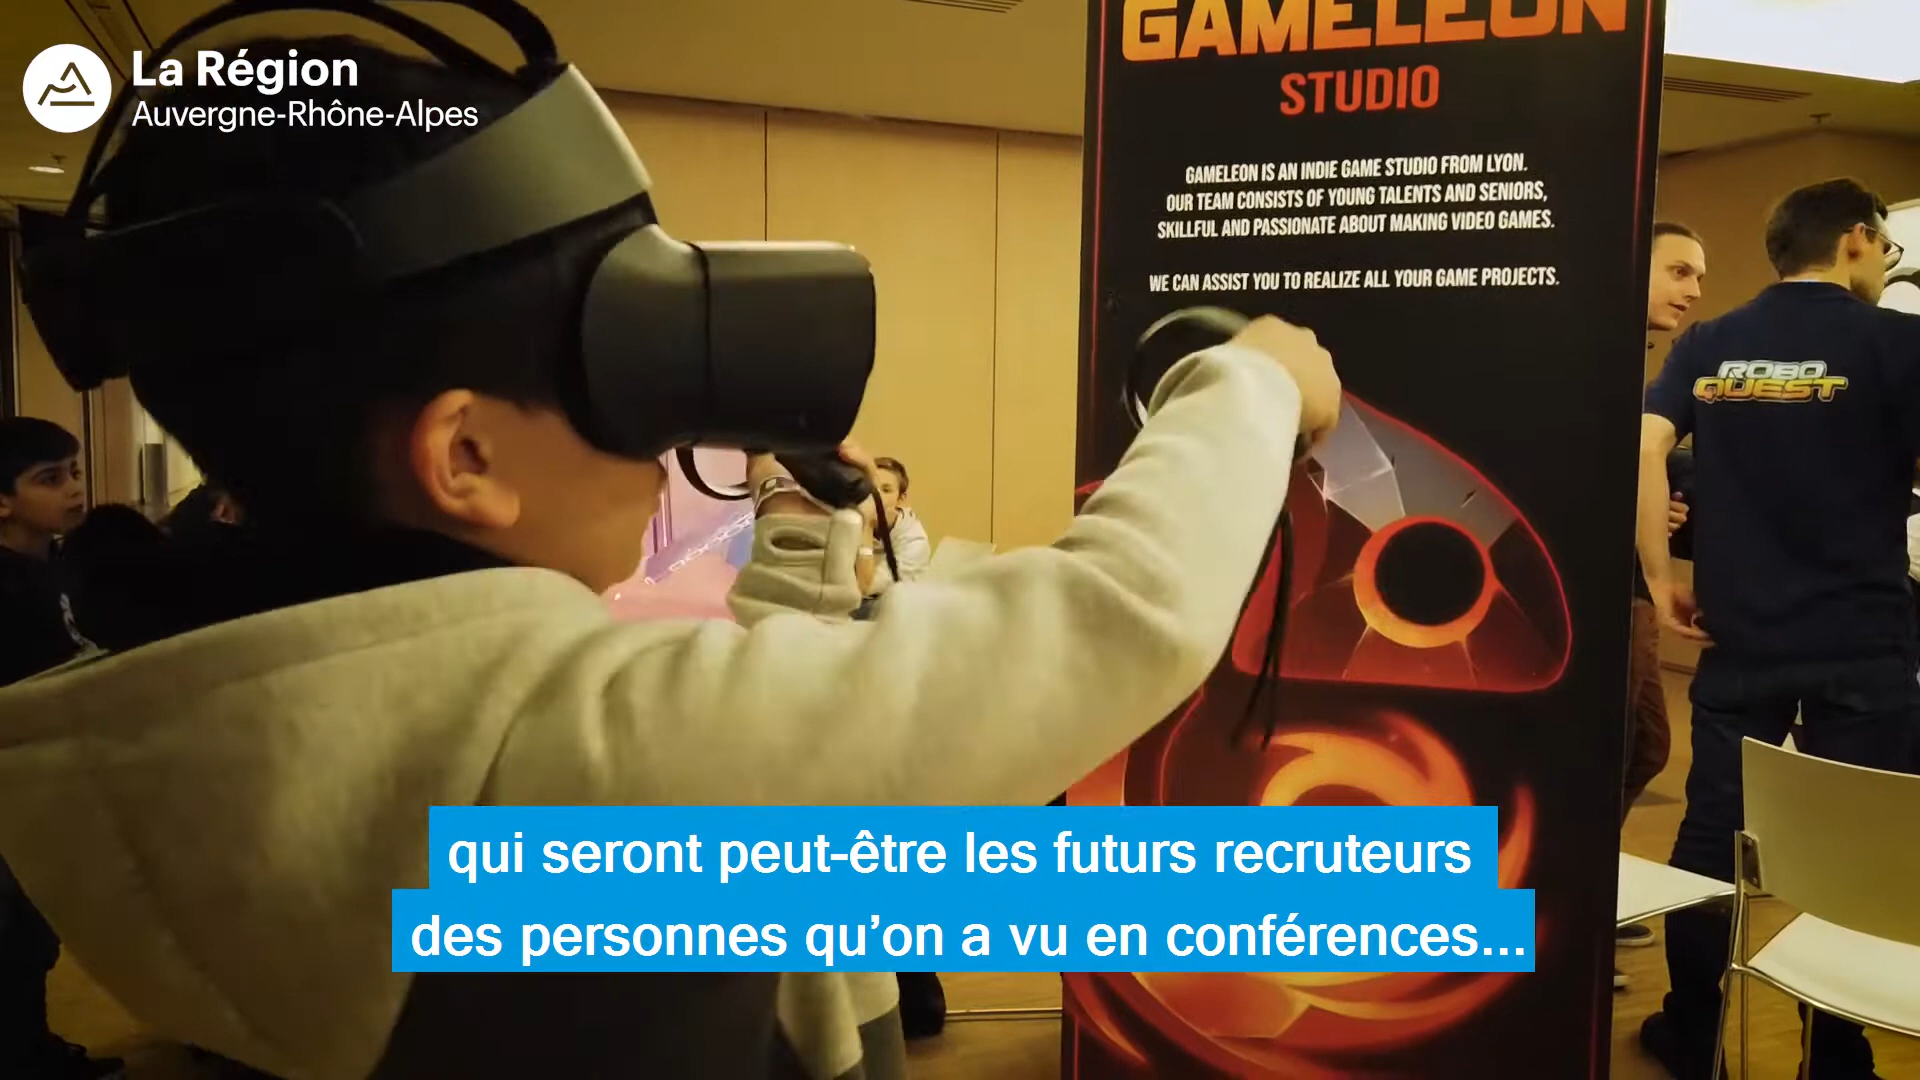 La Région
Auvergne-Rhône-Alpes
GAMELEON
STUDIO
GAMELEON IS AN INDIE GAME STUDIO FROM LYON.
OUR TEAM CONSISTS OF YOUNG TALENTS AND SENIORS,
SKILLFUL AND PASSIONATE ABOUT MAKING VIDEO GAMES.
WE CAN ASSIST YOU TO REALIZE ALL YOUR GAME PROJECTS.
ROBO
QUEST
qui seront peut-être les futurs recruteurs
des personnes qu’on a vu en conférences...